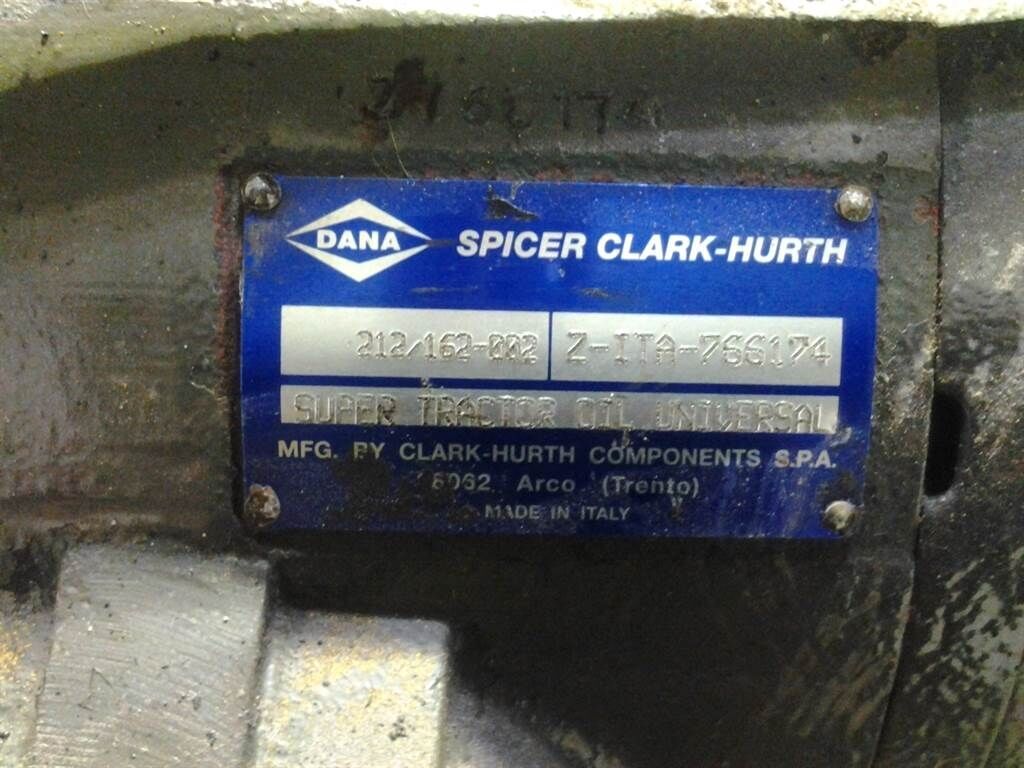 DANA SPICER CLARK-HURTH
212/162-002 Z-ITA-766174
SUPER TRACTOR OIL UNIVERSAL
MFG. BY CLARK-HURTH COMPONENTS S.P.A.
Arco (Trento)
MADE IN ITALY